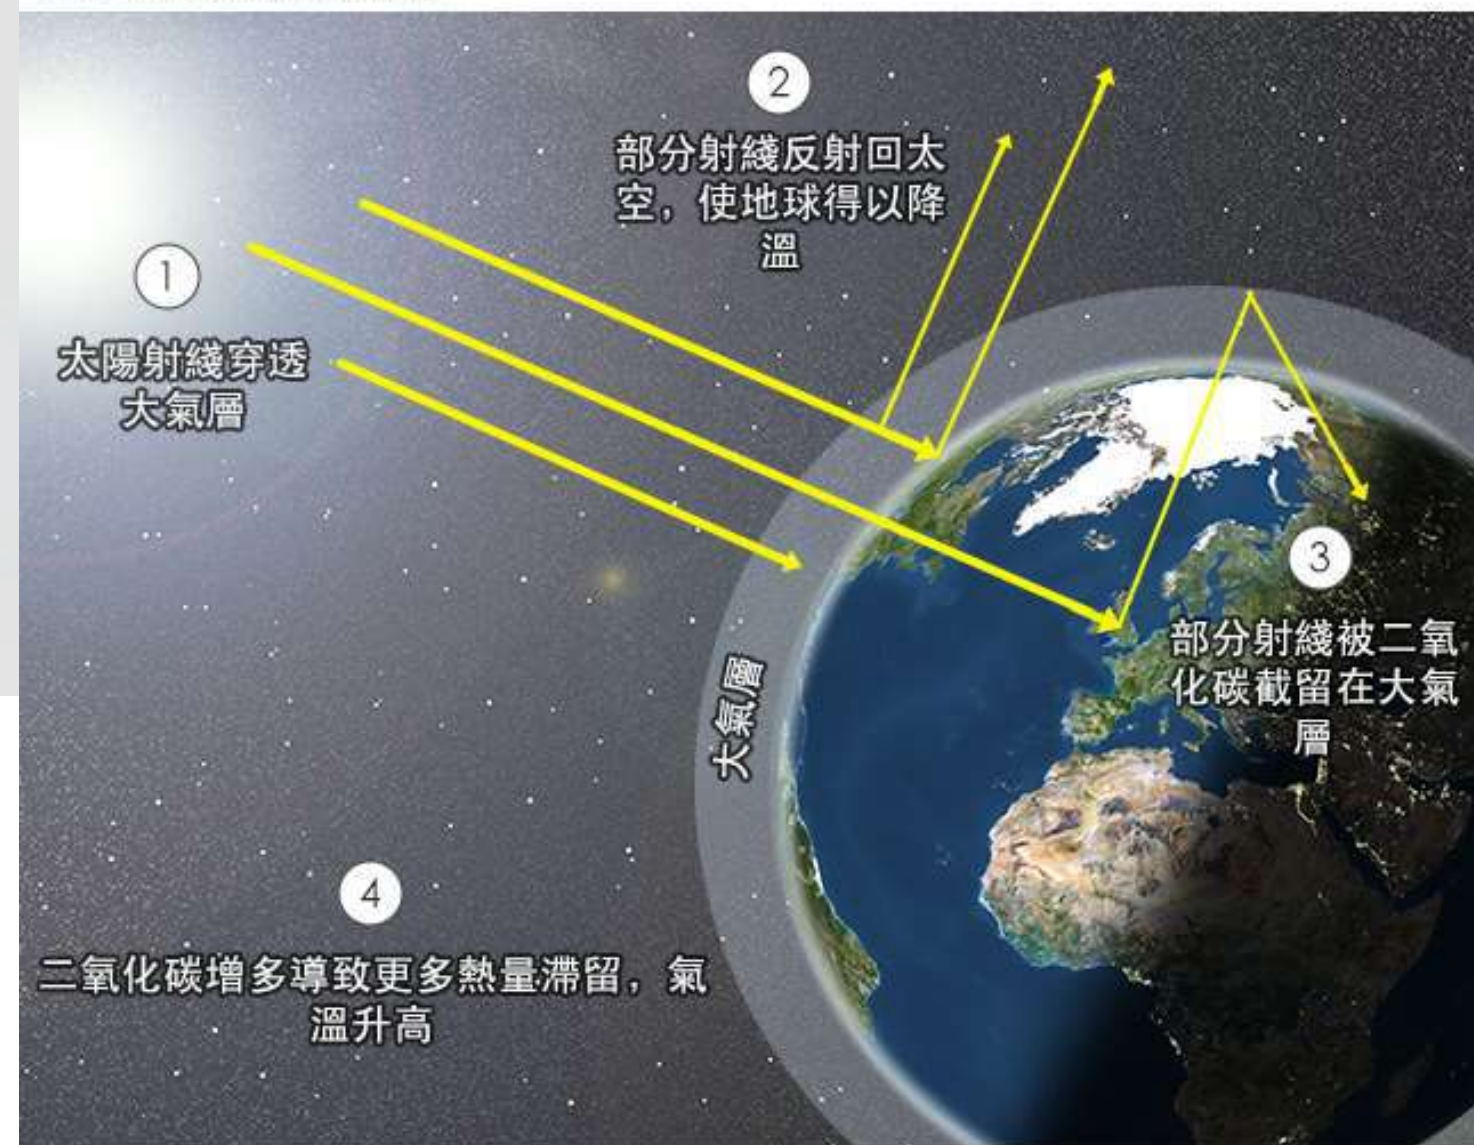 1
太陽射綫穿透
大氣層
2
部分射綫反射回太
空，使地球得以降
溫
3
部分射綫被二氧
化碳截留在大氣
層
大氣層
4
二氧化碳增多導致更多熱量滯留，氣
溫升高